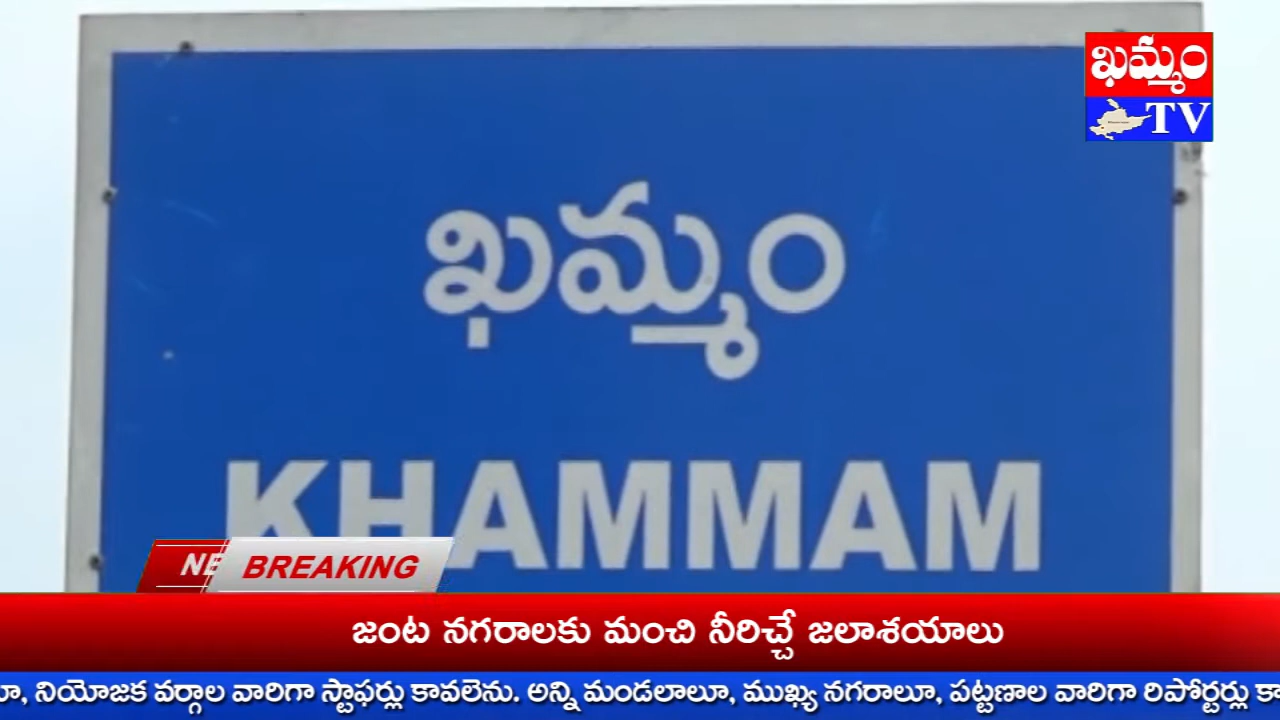 ఖమ్మం
TV
ఖమ్మం
KHAMMAM
BREAKING
జంట నగరాలకు మంచి నీరిచ్చే జలాశయాలు
నియోజక వర్గాల వారిగా స్టాఫర్లు కావలెను. అన్ని మండలాలూ, ముఖ్య నగరాలూ, పట్టణాల వారిగా రిపోర్టర్లు